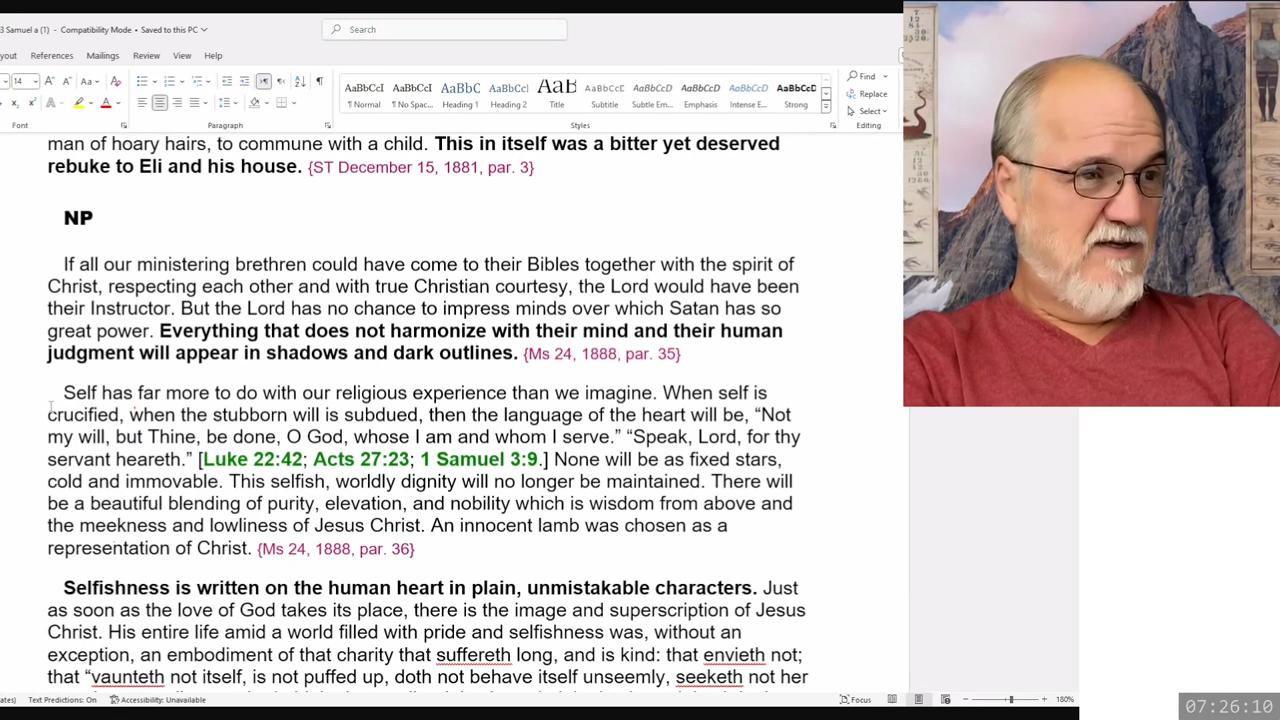 3 Samuel a (1) - Compatibility Mode • Saved to this PC
Search
yout References Mailings Review View Help
14
Aa
Find
Replace
Select
AaBbCcI AaBbCcI AaBbC AaBbCcI AaB AaBbCcD AaBbCcD AaBbCcD AaBbCcD AaBbCcD
¶ Normal ¶ No Spac... Heading 1 Heading 2 Title Subtitle Subtle Em... Emphasis Intense E... Strong
Font Paragraph Styles Editing
man of hoary hairs, to commune with a child. This in itself was a bitter yet deserved
rebuke to Eli and his house. {ST December 15, 1881, par. 3}
NP
If all our ministering brethren could have come to their Bibles together with the spirit of
Christ, respecting each other and with true Christian courtesy, the Lord would have been
their Instructor. But the Lord has no chance to impress minds over which Satan has so
great power. Everything that does not harmonize with their mind and their human
judgment will appear in shadows and dark outlines. {Ms 24, 1888, par. 35}
Self has far more to do with our religious experience than we imagine. When self is
crucified, when the stubborn will is subdued, then the language of the heart will be, “Not
my will, but Thine, be done, O God, whose I am and whom I serve.” “Speak, Lord, for thy
servant heareth.” [Luke 22:42; Acts 27:23; 1 Samuel 3:9.] None will be as fixed stars,
cold and immovable. This selfish, worldly dignity will no longer be maintained. There will
be a beautiful blending of purity, elevation, and nobility which is wisdom from above and
the meekness and lowliness of Jesus Christ. An innocent lamb was chosen as a
representation of Christ. {Ms 24, 1888, par. 36}
Selfishness is written on the human heart in plain, unmistakable characters. Just
as soon as the love of God takes its place, there is the image and superscription of Jesus
Christ. His entire life amid a world filled with pride and selfishness was, without an
exception, an embodiment of that charity that suffereth long, and is kind: that envieth not;
that “vaunteth not itself, is not puffed up, doth not behave itself unseemly, seeketh not her
ates) Text Predictions: On Accessibility: Unavailable Focus 180%
07:26:10